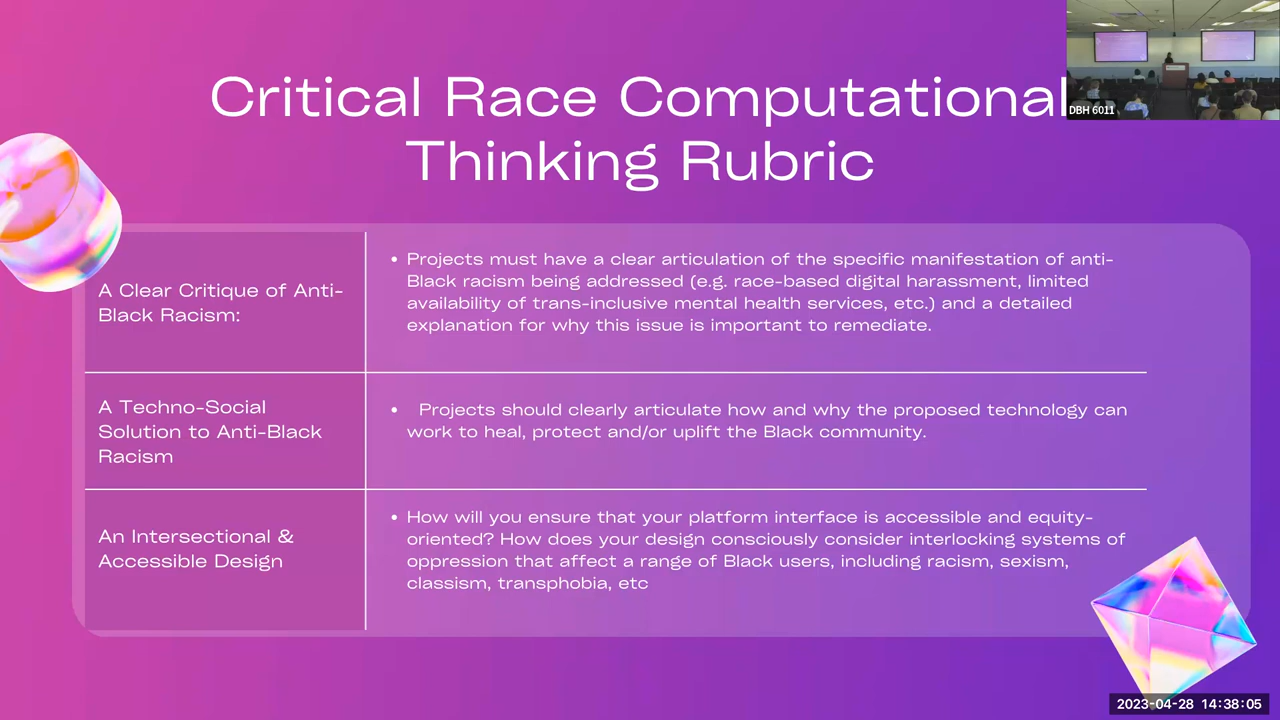 Critical Race Computational
Thinking Rubric
DBH 6011
A Clear Critique of Anti-
Black Racism:
• Projects must have a clear articulation of the specific manifestation of anti-
Black racism being addressed (e.g. race-based digital harassment, limited
availability of trans-inclusive mental health services, etc.) and a detailed
explanation for why this issue is important to remediate.
A Techno-Social
Solution to Anti-Black
Racism
• Projects should clearly articulate how and why the proposed technology can
work to heal, protect and/or uplift the Black community.
An Intersectional &
Accessible Design
• How will you ensure that your platform interface is accessible and equity-
oriented? How does your design consciously consider interlocking systems of
oppression that affect a range of Black users, including racism, sexism,
classism, transphobia, etc
2023-04-28 14:38:05